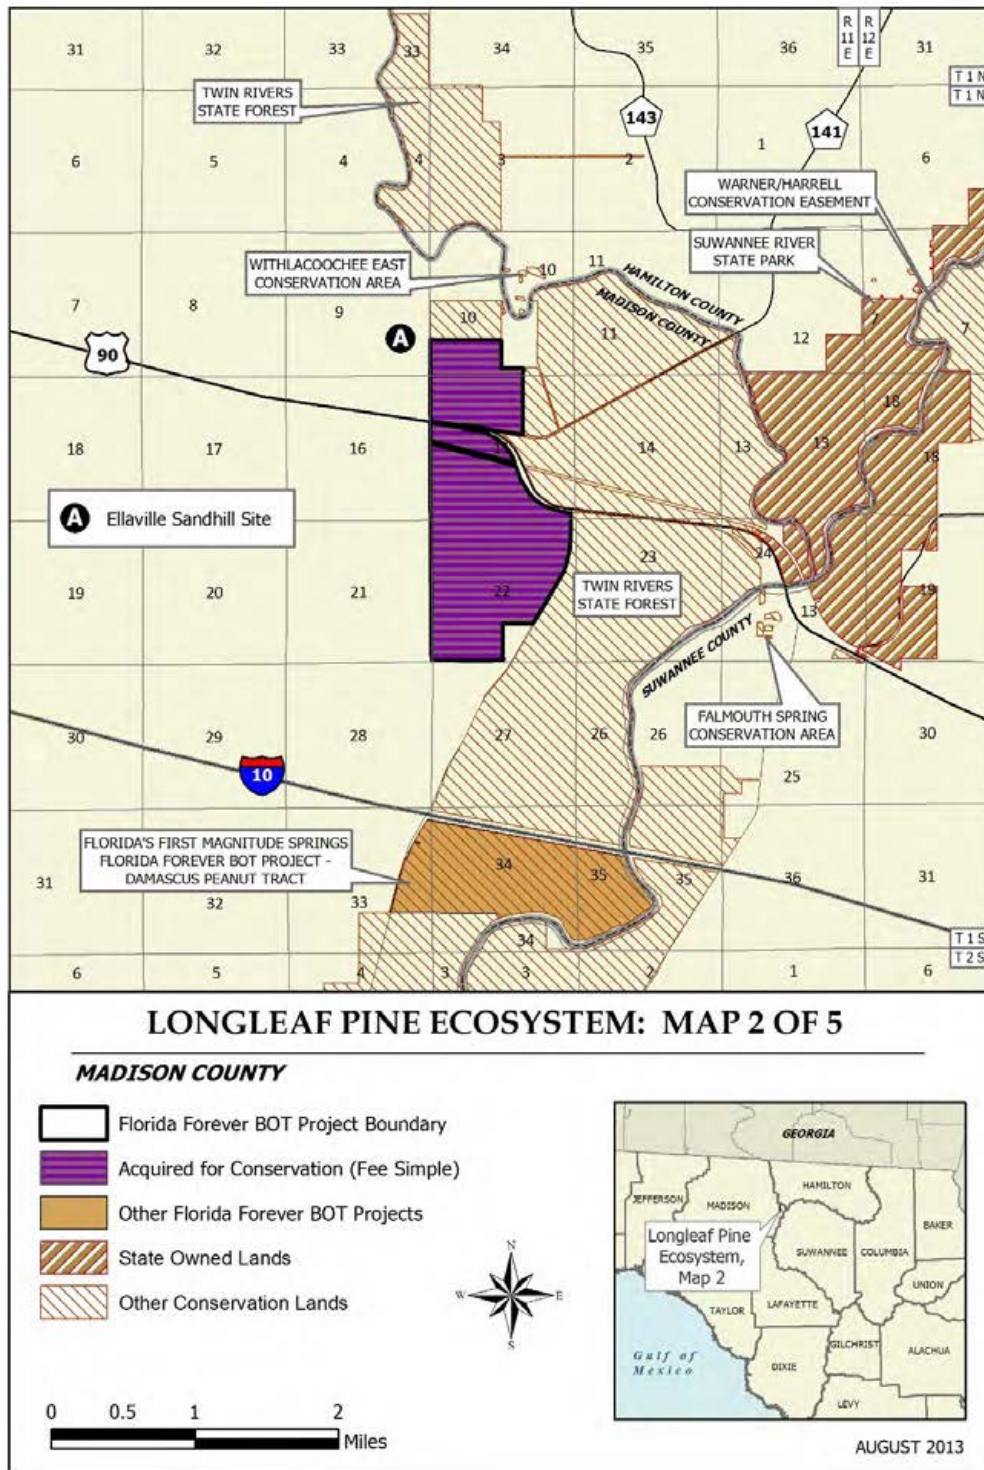 31
32
33
33
34
35
36
R
11
E
R
12
E
31
T 1 N
T 1 N
TWIN RIVERS
STATE FOREST
143
141
6
5
4
4
3
2
1
6
WARNER/HARRELL
CONSERVATION EASEMENT
SUWANNEE RIVER
STATE PARK
WITHLACOOCHEE EAST
CONSERVATION AREA
10
11
HAMILTON COUNTY
MADISON COUNTY
7
8
9
10
11
12
7
7
A
90
18
17
16
14
13
13
18
18
A Ellaville Sandhill Site
19
20
21
22
23
24
13
19
TWIN RIVERS
STATE FOREST
SUWANNEE COUNTY
FALMOUTH SPRING
CONSERVATION AREA
30
29
28
27
26
26
25
30
10
FLORIDA'S FIRST MAGNITUDE SPRINGS
FLORIDA FOREVER BOT PROJECT -
DAMASCUS PEANUT TRACT
31
32
33
34
35
35
36
31
34
T 1 S
T 2 S
6
5
4
3
3
2
1
6
LONGLEAF PINE ECOSYSTEM: MAP 2 OF 5
MADISON COUNTY
Florida Forever BOT Project Boundary
Acquired for Conservation (Fee Simple)
Other Florida Forever BOT Projects
State Owned Lands
Other Conservation Lands
N
W
E
S
0 0.5 1 2
Miles
GEORGIA
JEFFERSON
MADISON
HAMILTON
BAKER
Longleaf Pine
Ecosystem,
Map 2
SUWANNEE
COLUMBIA
UNION
TAYLOR
LAFAYETTE
GILCHRIST
ALACHUA
Gulf of
Mexico
DIXIE
LEVY
AUGUST 2013